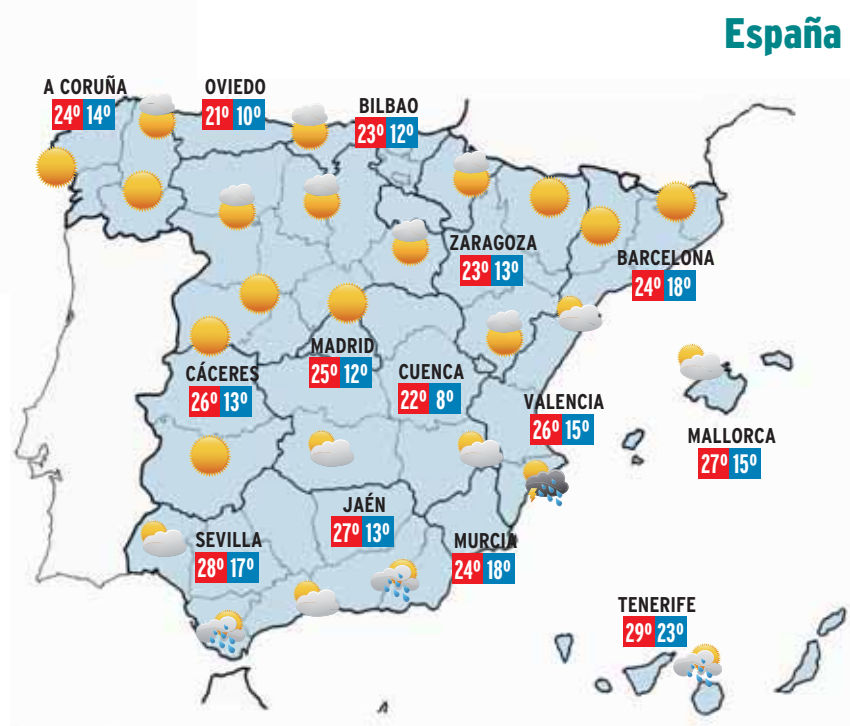 España
A CORUÑA
24º 14º
OVIEDO
21º 10º
BILBAO
23º 12º
ZARAGOZA
23º 13º
BARCELONA
24º 18º
MADRID
25º 12º
CÁCERES
26º 13º
CUENCA
22º 8º
VALENCIA
26º 15º
MALLORCA
27º 15º
JAÉN
27º 13º
SEVILLA
28º 17º
MURCIA
24º 18º
TENERIFE
29º 23º